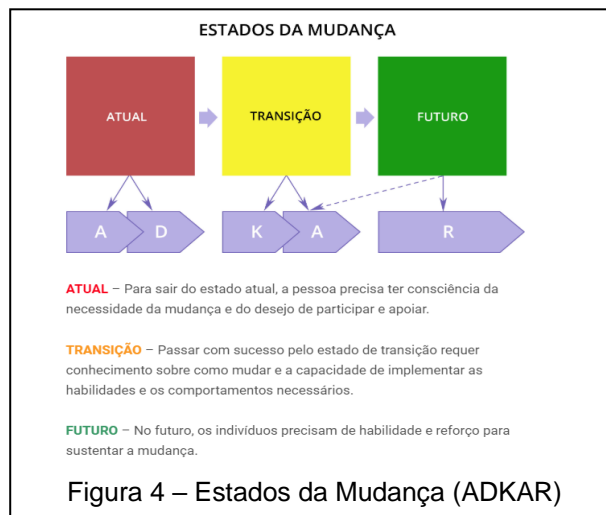 ESTADOS DA MUDANÇA
ATUAL
TRANSIÇÃO
FUTURO
A
D
K
A
R
ATUAL – Para sair do estado atual, a pessoa precisa ter consciência da
necessidade da mudança e do desejo de participar e apoiar.
TRANSIÇÃO – Passar com sucesso pelo estado de transição requer
conhecimento sobre como mudar e a capacidade de implementar as
habilidades e os comportamentos necessários.
FUTURO – No futuro, os indivíduos precisam de habilidade e reforço para
sustentar a mudança.
Figura 4 – Estados da Mudança (ADKAR)